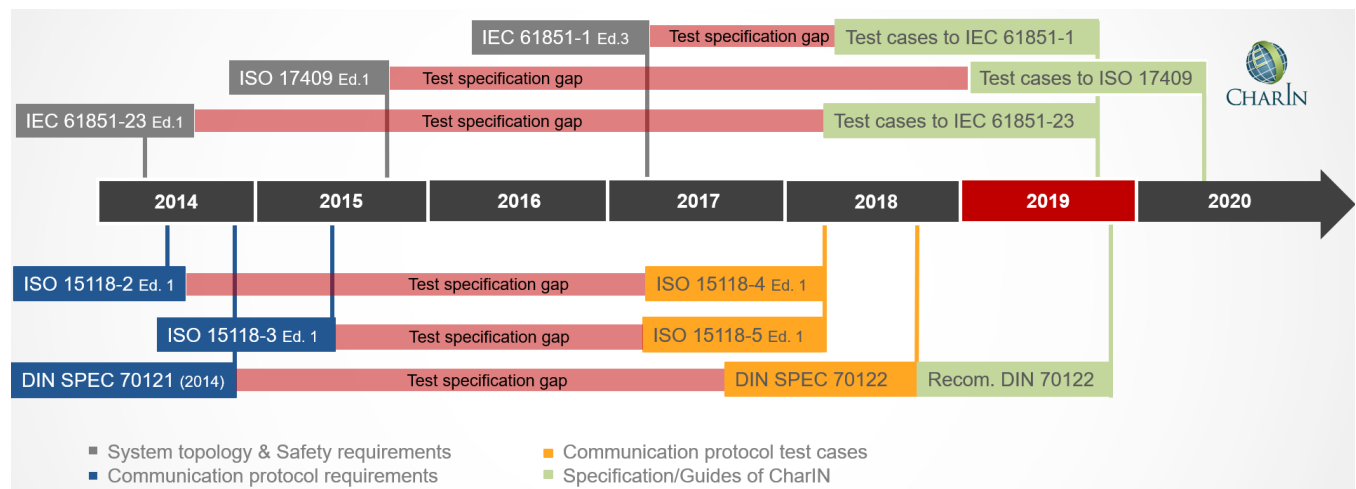 IEC 61851-1 Ed.3 Test specification gap Test cases to IEC 61851-1
ISO 17409 Ed.1 Test specification gap Test cases to ISO 17409
CHARIN
IEC 61851-23 Ed.1 Test specification gap Test cases to IEC 61851-23
2014 2015 2016 2017 2018 2019 2020
ISO 15118-2 Ed. 1 Test specification gap ISO 15118-4 Ed. 1
ISO 15118-3 Ed. 1 Test specification gap ISO 15118-5 Ed. 1
DIN SPEC 70121 (2014) Test specification gap DIN SPEC 70122 Recom. DIN 70122
System topology & Safety requirements Communication protocol test cases
Communication protocol requirements Specification/Guides of CharIN